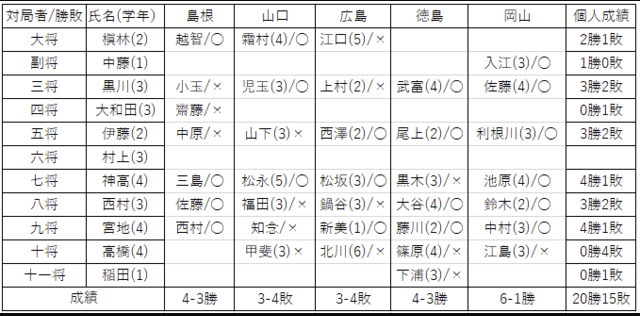 対局者/勝敗 氏名(学年) 島根 山口 広島 徳島 岡山 個人成績
大将 槇林(2) 越智/○ 霜村(4)/○ 江口(5)/× 2勝1敗
副将 中藤(1) 入江(3)/○ 1勝0敗
三将 黒川(3) 小玉/× 児玉(3)/○ 上村(2)/× 武富(4)/○ 佐藤(4)/○ 3勝2敗
四将 大和田(3) 齋藤/× 0勝1敗
五将 伊藤(2) 中原/× 山下(3)× 西澤(2)/○ 尾上(2)/○ 利根川(3)/○ 3勝2敗
六将 村上(3)
七将 神高(4) 三島/○ 松永(5)/○ 松坂(3)/○ 黒木(3)/× 池原(4)/○ 4勝1敗
八将 西村(3) 佐藤/○ 福田(3)/× 鍋谷(3)/× 大谷(4)/○ 鈴木(2)/○ 3勝2敗
九将 宮地(4) 西村/○ 知念/× 新美(1)/○ 藤川(2)/○ 中村(3)/○ 4勝1敗
十将 高橋(4) 甲斐(3)× 北川(6)/× 篠原(4)/× 江島(3)/× 0勝4敗
十一将 稲田(1) 下浦(3)/× 0勝1敗
成績 4-3勝 3-4敗 3-4敗 4-3勝 6-1勝 20勝15敗